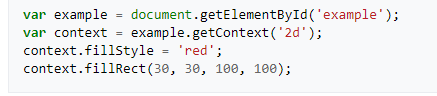 var example = document.getElementById('example');
var context = example.getContext('2d');
context.fillStyle = 'red';
context.fillRect(30, 30, 100, 100);